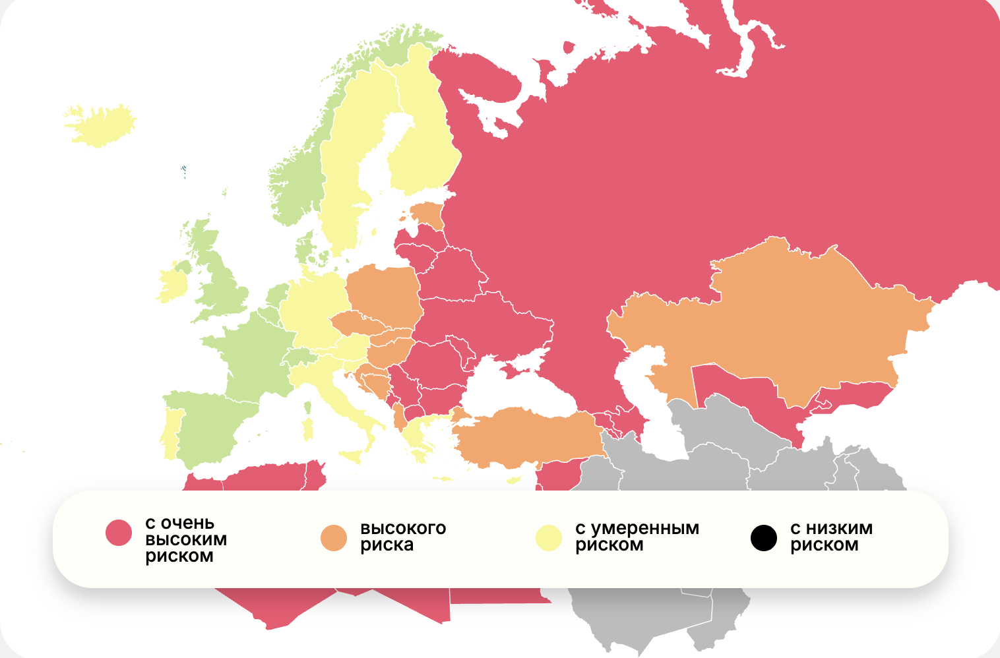 с очень
высоким
риском
высокого
риска
с умеренным
риском
с низким
риском